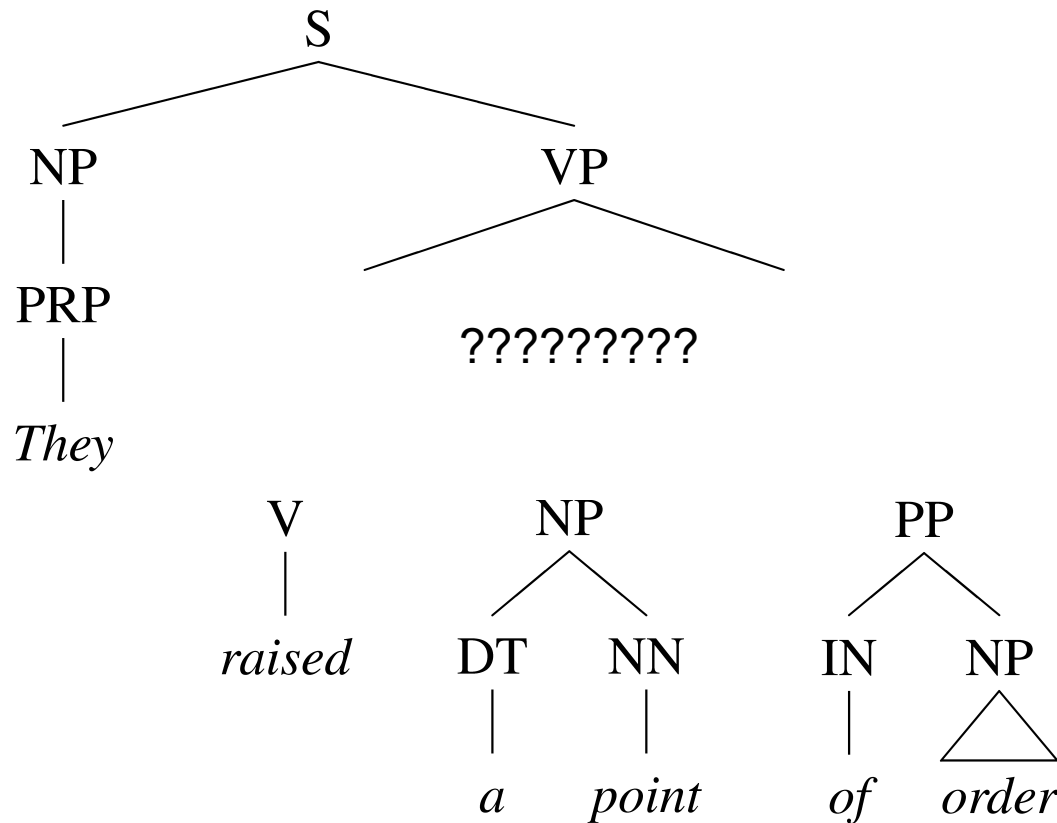 S
NP VP
PRP
?????????
They
V NP PP
raised DT NN IN NP
a point of order